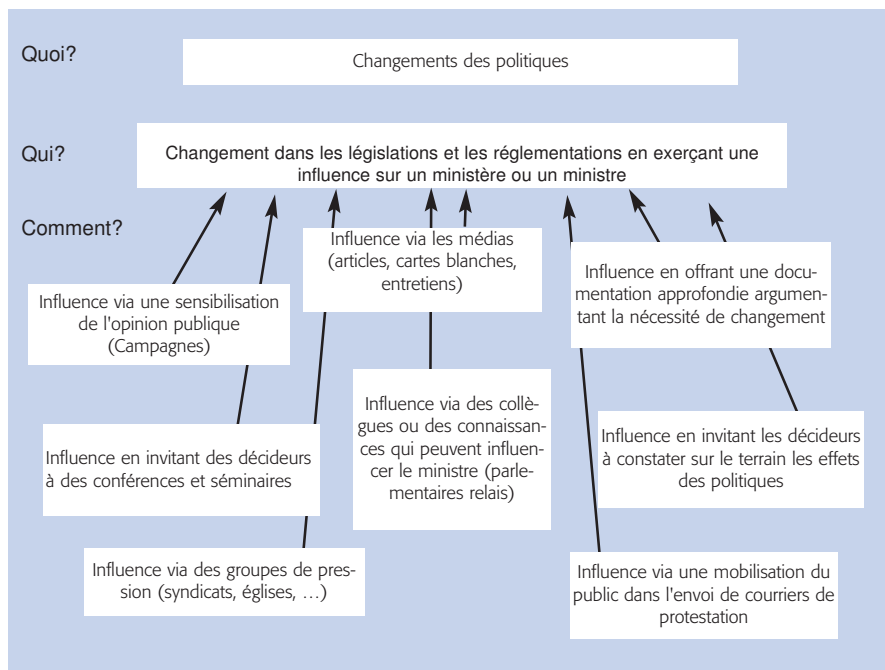 Quoi?
Changements des politiques
Qui?
Changement dans les législations et les réglementations en exerçant une
influence sur un ministère ou un ministre
Comment?
Influence via les médias
(articles, cartes blanches,
entretiens)
Influence en offrant une docu-
mentation approfondie argumen-
tant la nécessité de changement
Influence via une sensibilisation
de l'opinion publique
(Campagnes)
Influence via des collè-
gues ou des connaissan-
ces qui peuvent influen-
cer le ministre (parle-
mentaires relais)
Influence en invitant les décideurs
à constater sur le terrain les effets
des politiques
Influence en invitant des décideurs
à des conférences et séminaires
Influence via des groupes de pres-
sion (syndicats, églises, …)
Influence via une mobilisation du
public dans l'envoi de courriers de
protestation